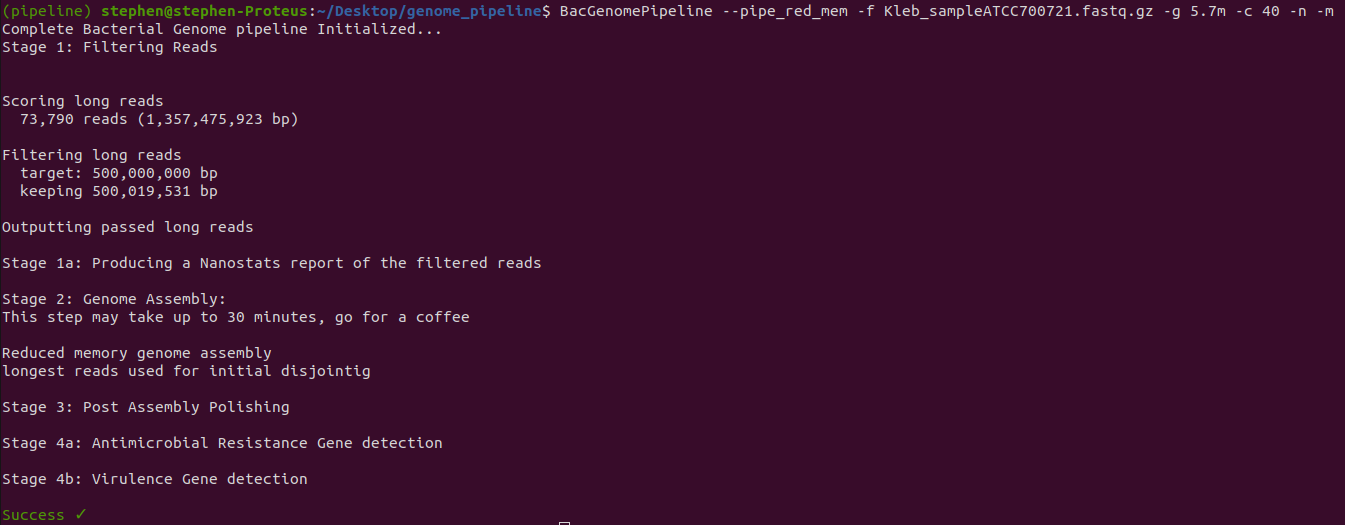 (pipeline) stephen@stephen-Proteus:~/Desktop/genome_pipeline$ BacGenomePipeline --pipe_red_mem -f Kleb_sampleATCC700721.fastq.gz -g 5.7m -c 40 -n -m
Complete Bacterial Genome pipeline Initialized...
Stage 1: Filtering Reads
Scoring long reads
73,790 reads (1,357,475,923 bp)
Filtering long reads
target: 500,000,000 bp
keeping 500,019,531 bp
Outputting passed long reads
Stage 1a: Producing a Nanostats report of the filtered reads
Stage 2: Genome Assembly:
This step may take up to 30 minutes, go for a coffee
Reduced memory genome assembly
longest reads used for initial disjointig
Stage 3: Post Assembly Polishing
Stage 4a: Antimicrobial Resistance Gene detection
Stage 4b: Virulence Gene detection
Success ✓